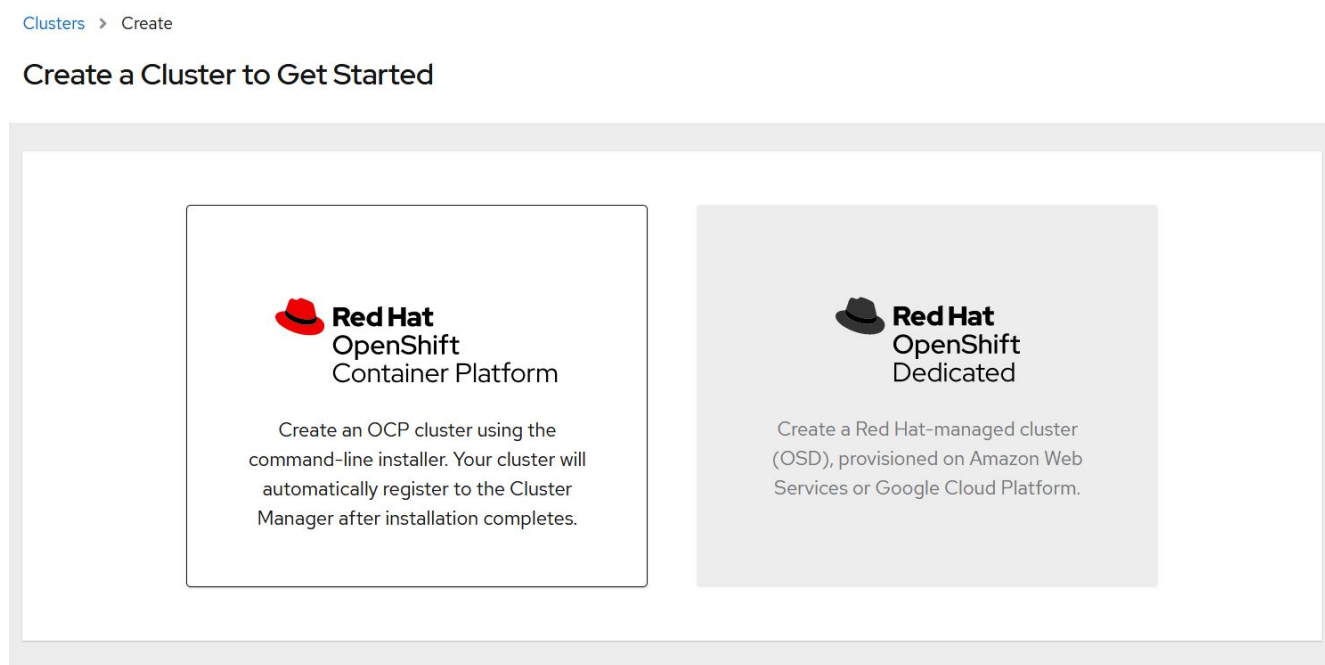 Clusters > Create
Create a Cluster to Get Started
Red Hat
OpenShift
Container Platform
Create an OCP cluster using the
command-line installer. Your cluster will
automatically register to the Cluster
Manager after installation completes.
Red Hat
OpenShift
Dedicated
Create a Red Hat-managed cluster
(OSD), provisioned on Amazon Web
Services or Google Cloud Platform.